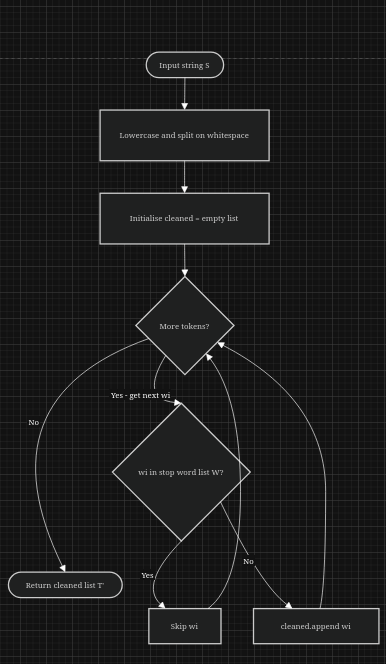 Input string S
Lowercase and split on whitespace
Initialise cleaned = empty list
More tokens?
Yes - get next wi
No
wi in stop word list W?
No
Yes
Return cleaned list T'
Skip wi
cleaned.append wi